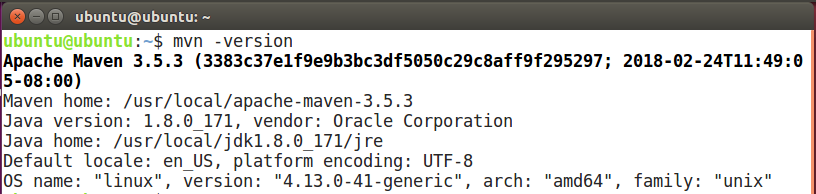 ubuntu@ubuntu: ~
ubuntu@ubuntu:~$ mvn -version
Apache Maven 3.5.3 (3383c37e1f9e9b3bc3df5050c29c8aff9f295297; 2018-02-24T11:49:0
5-08:00)
Maven home: /usr/local/apache-maven-3.5.3
Java version: 1.8.0_171, vendor: Oracle Corporation
Java home: /usr/local/jdk1.8.0_171/jre
Default locale: en_US, platform encoding: UTF-8
OS name: "linux", version: "4.13.0-41-generic", arch: "amd64", family: "unix"